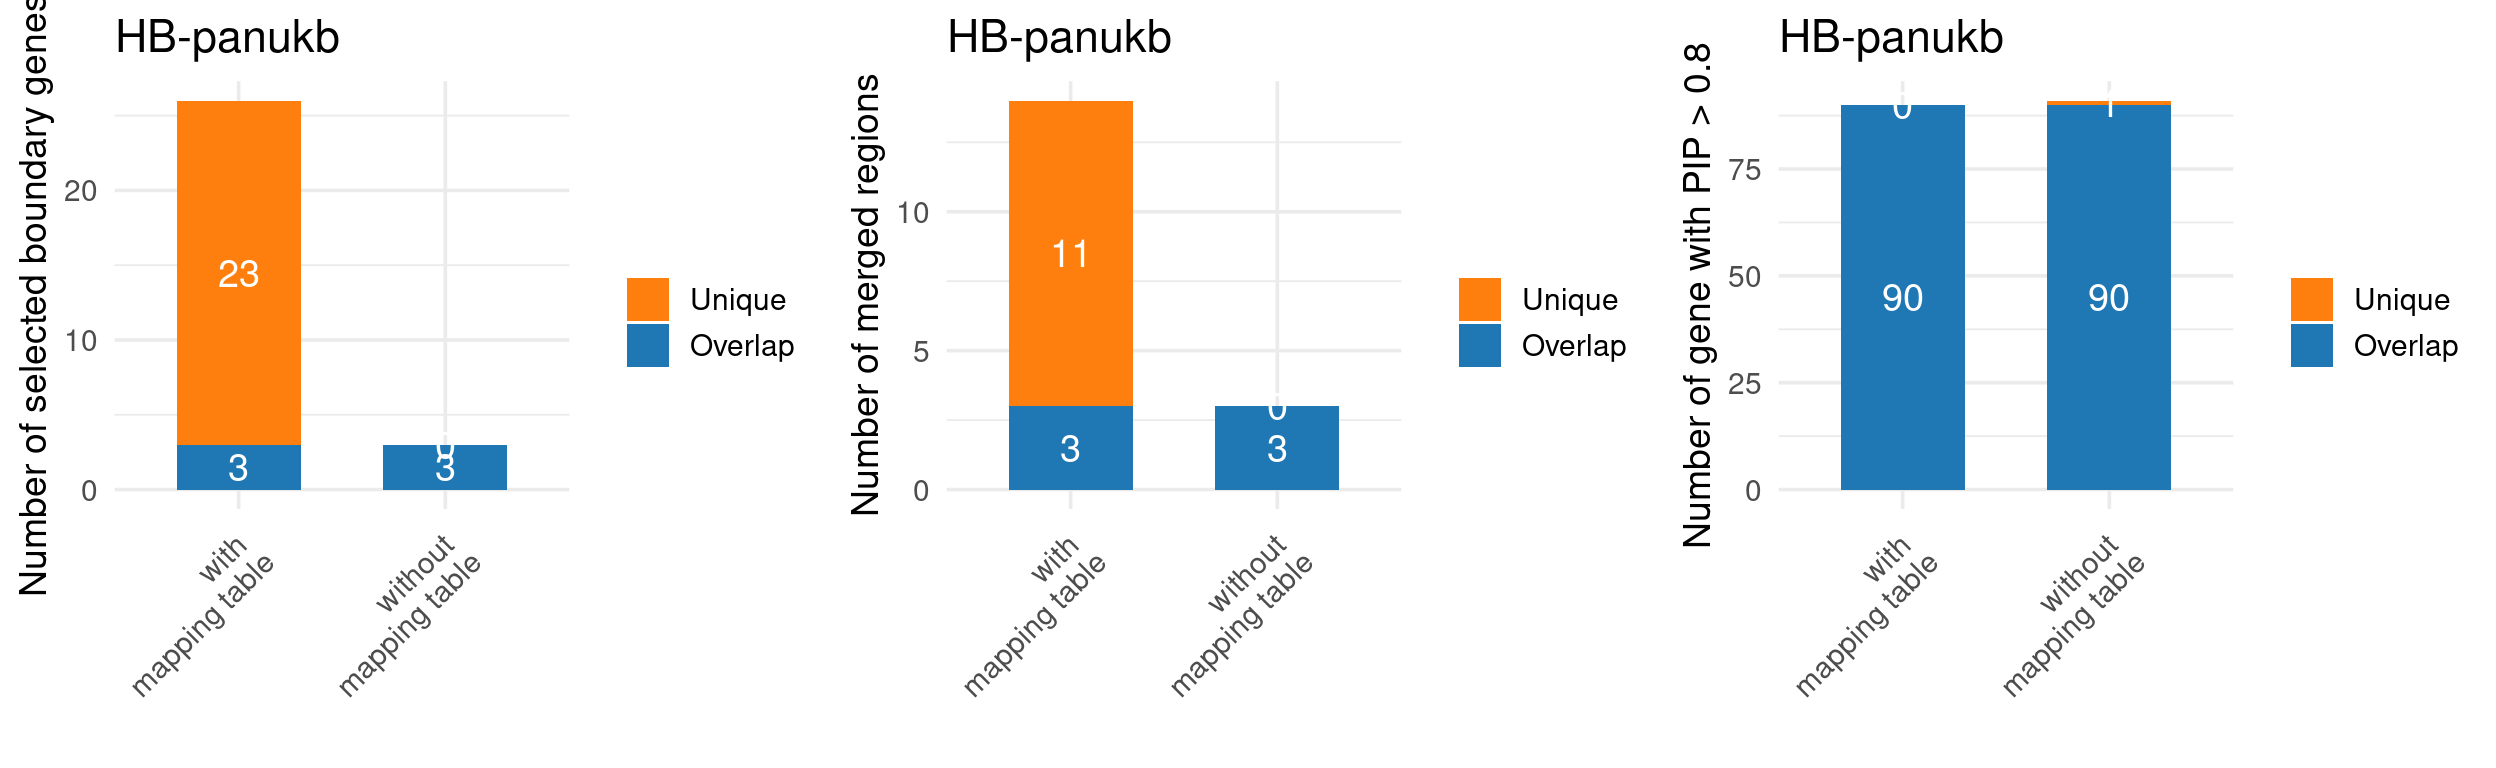 HB-panukb
Number of selected boundary genes
20
10
0
23
3
0
3
with
mapping table
without
mapping table
Unique
Overlap
HB-panukb
Number of merged regions
10
5
0
11
3
0
3
with
mapping table
without
mapping table
Unique
Overlap
HB-panukb
Number of gene with PIP > 0.8
75
50
25
0
0
90
1
90
with
mapping table
without
mapping table
Unique
Overlap